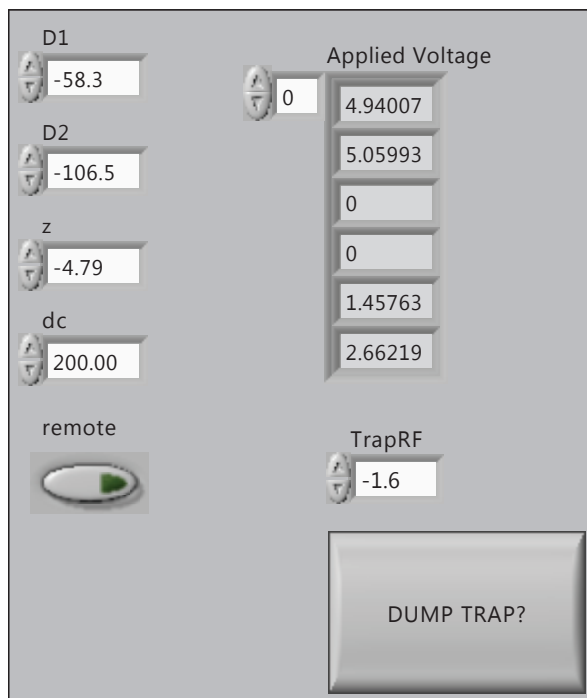 D1
-58.3
D2
-106.5
z
-4.79
dc
200.00
remote
Applied Voltage
0
4.94007
5.05993
0
0
1.45763
2.66219
TrapRF
-1.6
DUMP TRAP?